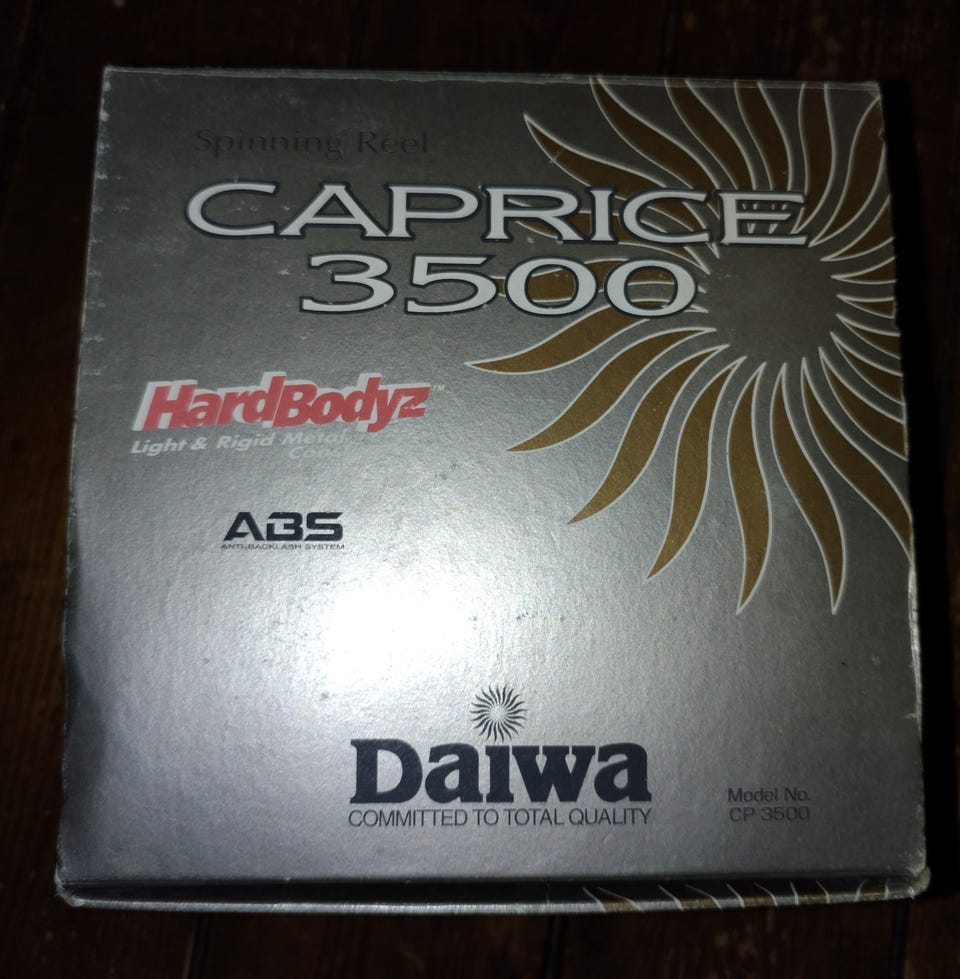 Spinning Reel
CAPRICE
3500
HardBodyz™
Light & Rigid Metal
ABS
ANTI-BACKLASH SYSTEM
Daiwa
COMMITTED TO TOTAL QUALITY
Model No.
CP 3500